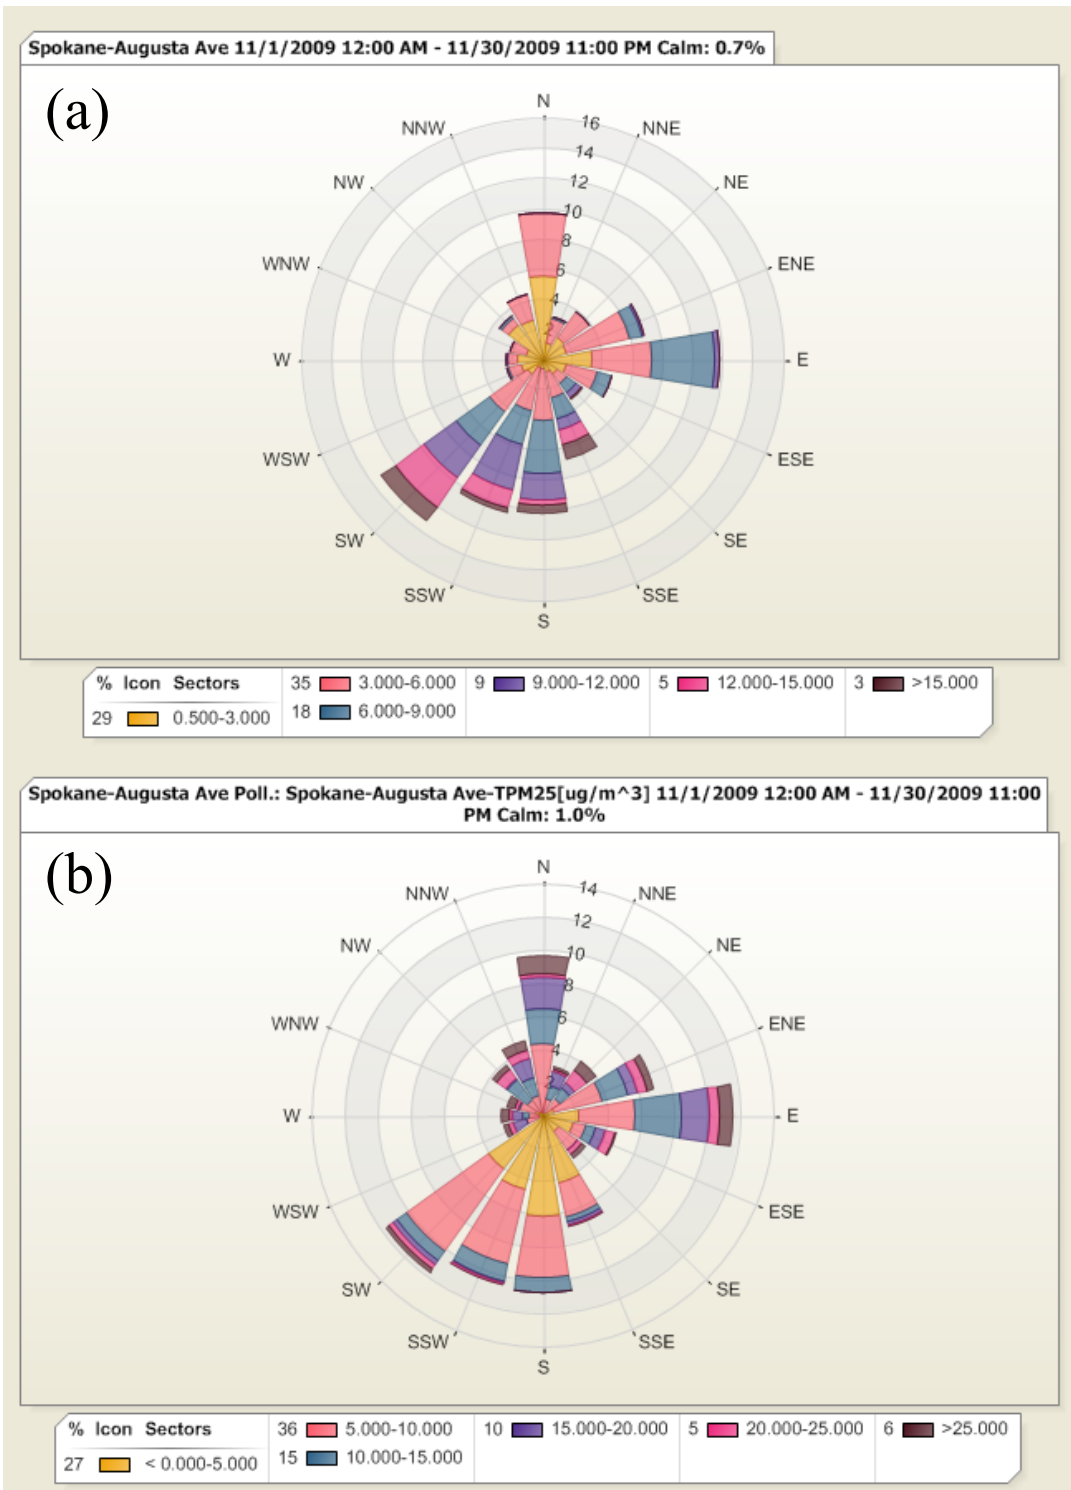 Spokane-Augusta Ave 11/1/2009 12:00 AM - 11/30/2009 11:00 PM Calm: 0.7%
(a)
N
NNW
16
NNE
14
NW
12
NE
10
8
WNW
6
ENE
4
2
W
E
WSW
ESE
SW
SE
SSW
SSE
S
% Icon Sectors
29 0.500-3.000
35 3.000-6.000
18 6.000-9.000
9 9.000-12.000
5 12.000-15.000
3 >15.000
Spokane-Augusta Ave Poll.: Spokane-Augusta Ave-TPM25[ug/m^3] 11/1/2009 12:00 AM - 11/30/2009 11:00
PM Calm: 1.0%
(b)
N
NNW
14
NNE
12
NW
10
NE
8
WNW
6
ENE
4
2
W
E
WSW
ESE
SW
SE
SSW
SSE
S
% Icon Sectors
27 < 0.000-5.000
36 5.000-10.000
15 10.000-15.000
10 15.000-20.000
5 20.000-25.000
6 >25.000